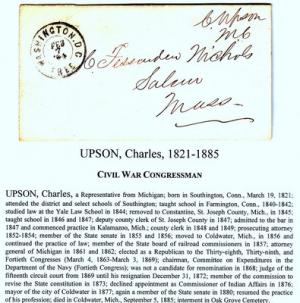 WASHINGTON, D.C.
FEB
FREE
C Upson
MC
C Fessenden Nichols
Salem
Mass-
UPSON, Charles, 1821-1885
CIVIL WAR CONGRESSMAN
UPSON, Charles, a Representative from Michigan; born in Southington, Conn., March 19, 1821;
attended the district and select schools of Southington; taught school in Farmington, Conn., 1840-1842;
studied law at the Yale Law School in 1844; removed to Constantine, St. Joseph County, Mich., in 1845;
taught school in 1846 and 1847; deputy county clerk of St. Joseph County in 1847; admitted to the bar in
1847 and commenced practice in Kalamazoo, Mich.; county clerk 1848 and 1849; prosecuting attorney
1852-1854; member of the State senate in 1855 and 1856; moved to Coldwater, Mich., in 1856 and
continued the practice of law; member of the State board of railroad commissioners in 1857; attorney
general of Michigan in 1861 and 1862; elected as a Republican to the Thirty-eighth, Thirty-ninth, and
Fortieth Congresses (March 4, 1863-March 3, 1869); chairman, Committee on Expenditures in the
Department of the Navy (Fortieth Congress); was not a candidate for renomination in 1868; judge of the
fifteenth circuit court from 1869 until his resignation December 31, 1872; member of the commission to
revise the State constitution in 1873; declined appointment as Commissioner of Indian Affairs in 1876;
mayor of the city of Coldwater in 1877; again a member of the State senate in 1880; resumed the practice
of his profession; died in Coldwater, Mich., September 5, 1885; interment in Oak Grove Cemetery.